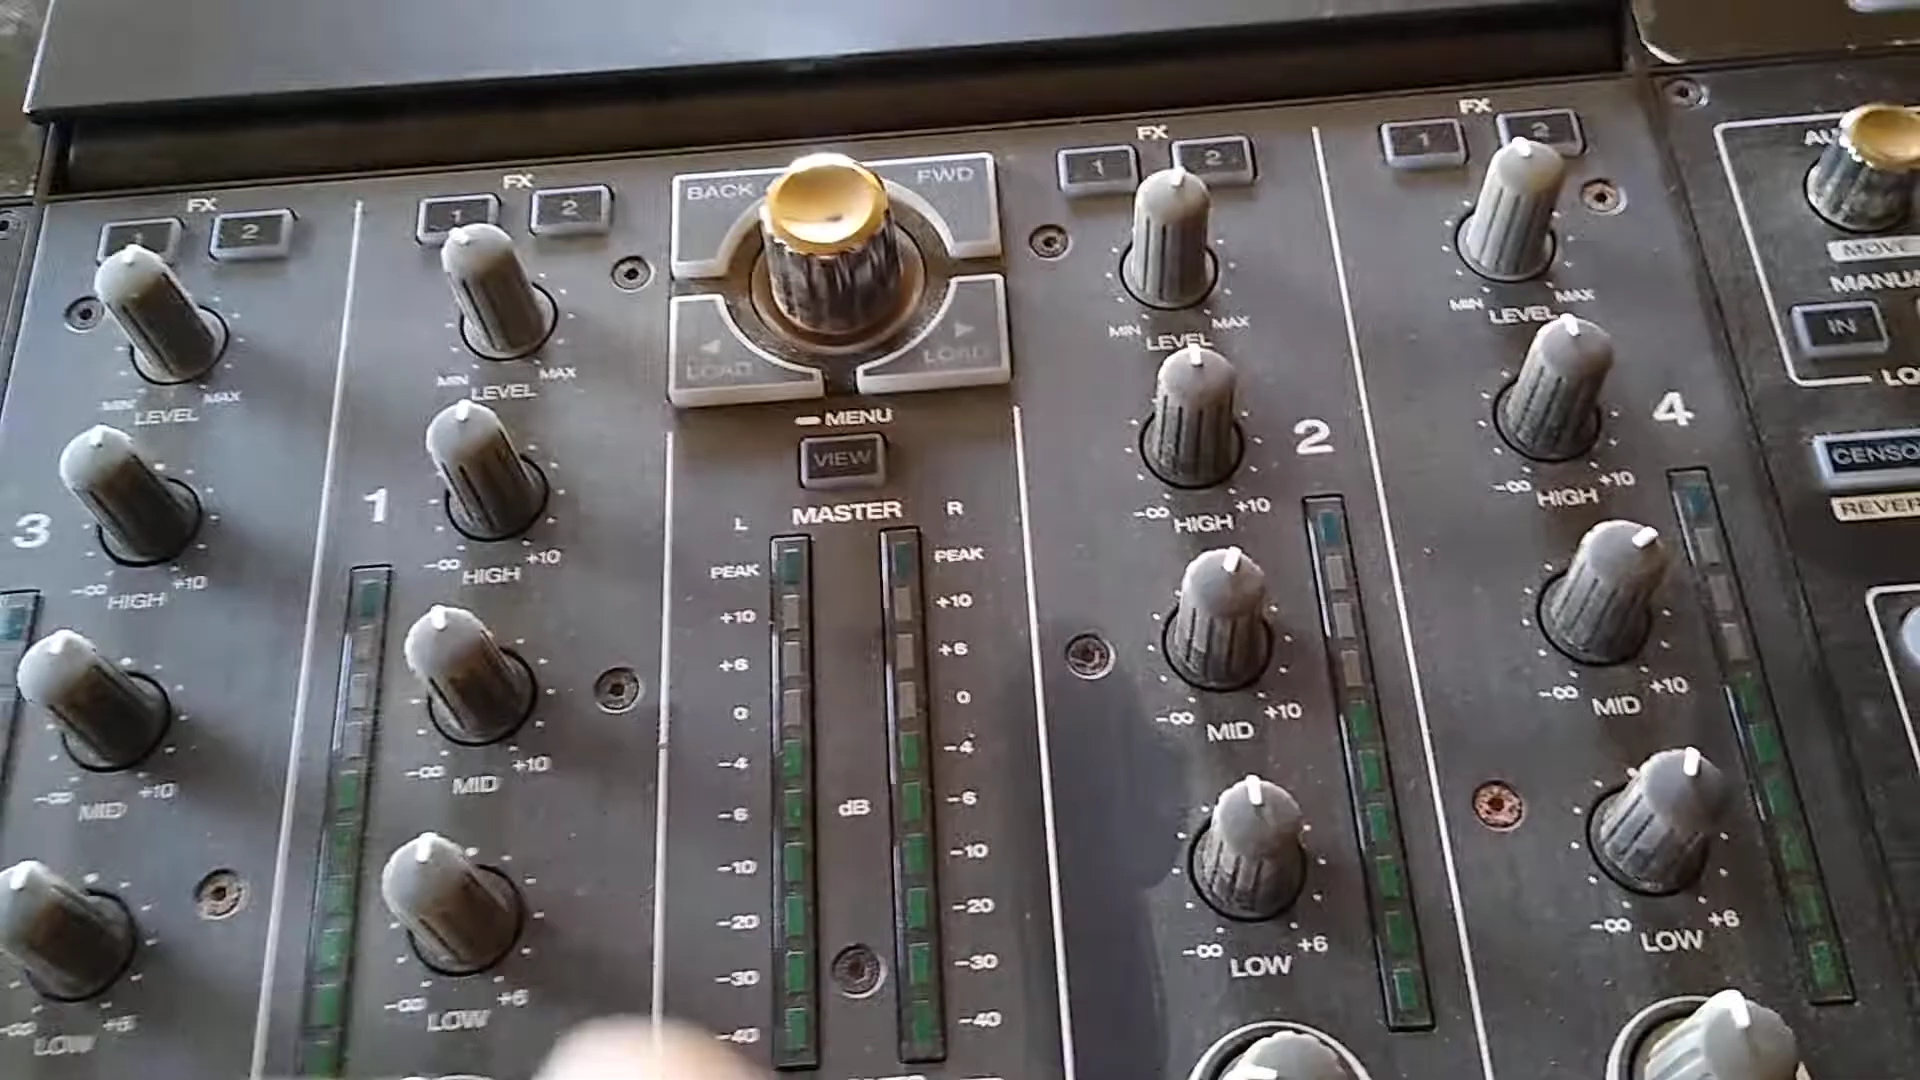 FX
1 2
FX
1 2
BACK FWD
LOAD LOAD
MENU
VIEW
FX
1 2
FX
1 2
MOVE
MANUA
IN
LO
CENSO
REVER
MIN LEVEL MAX
MIN LEVEL MAX
MIN LEVEL MAX
MIN LEVEL MAX
3
1
2
4
-∞ HIGH +10
-∞ HIGH +10
-∞ HIGH +10
-∞ HIGH +10
L MASTER R
PEAK PEAK
+10 +10
+6 +6
0 0
-4 -4
-6 dB -6
-10 -10
-20 -20
-30 -30
-40 -40
-∞ MID +10
-∞ MID +10
-∞ MID +10
-∞ MID +10
-∞ LOW +6
-∞ LOW +6
-∞ LOW +6
-∞ LOW +6